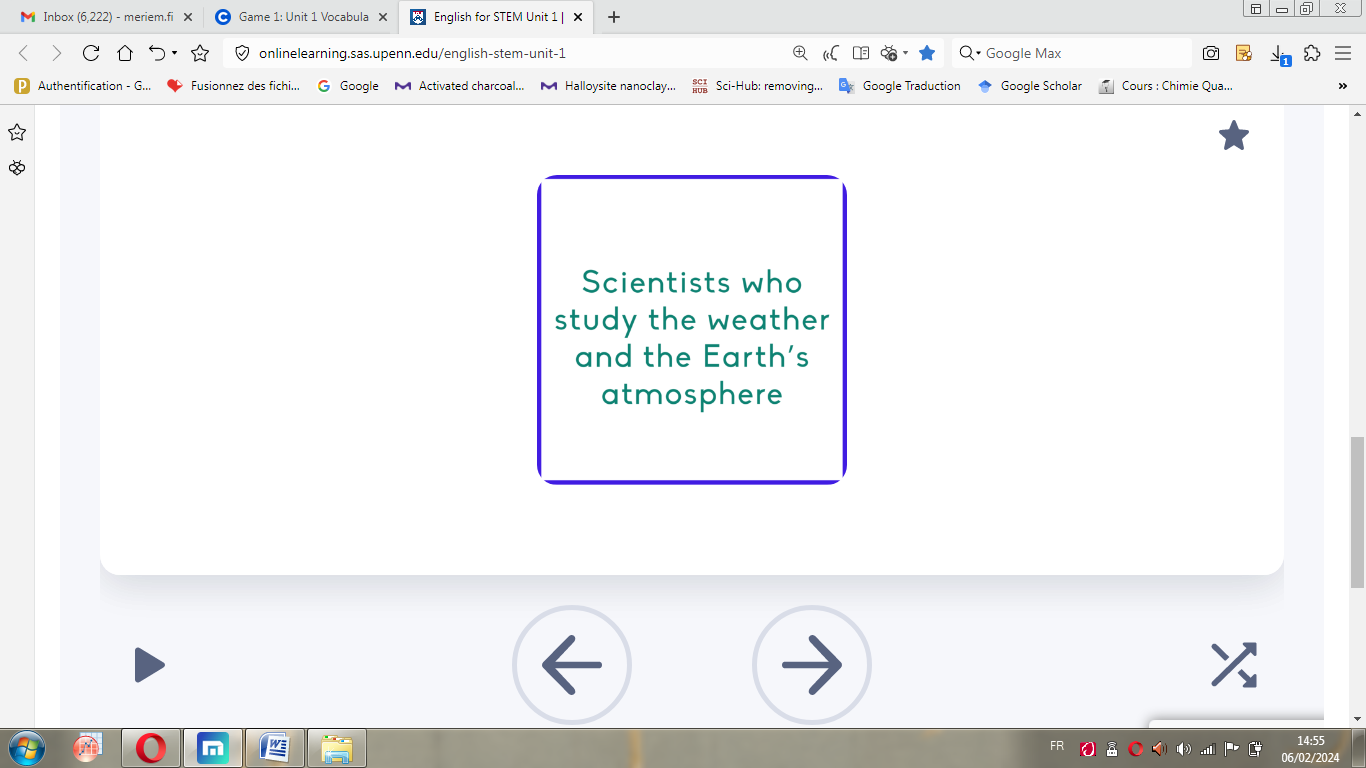 Inbox (6,222) - meriem.fi
Game 1: Unit 1 Vocabula
English for STEM Unit 1 |
onlinelearning.sas.upenn.edu/english-stem-unit-1
Google Max
1
Authentification - G...
Fusionnez des fichi...
Google
Activated charcoal...
Halloysite nanoclay...
SCI HUB
Sci-Hub: removing...
Google Traduction
Google Scholar
Cours : Chimie Qua...
»
Scientists who
study the weather
and the Earth's
atmosphere
FR
14:55
06/02/2024